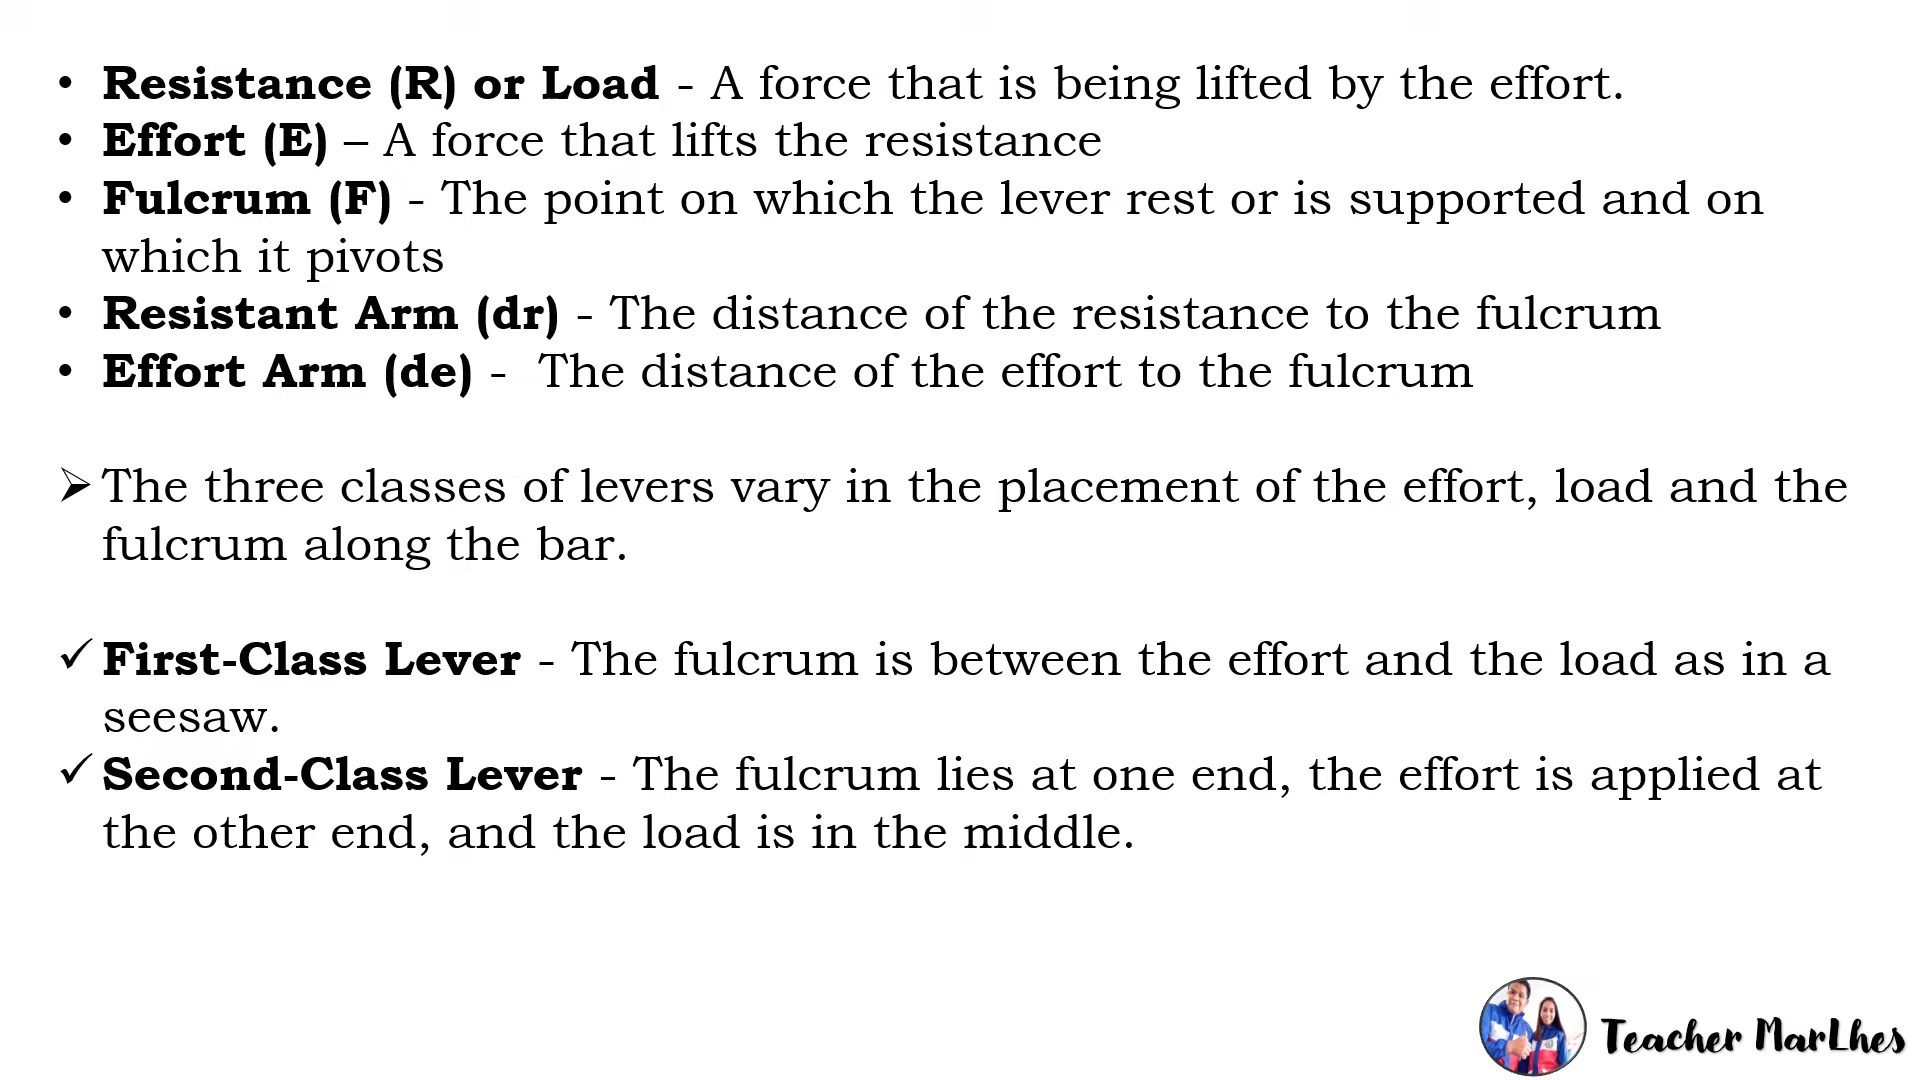 • Resistance (R) or Load - A force that is being lifted by the effort.
• Effort (E) – A force that lifts the resistance
• Fulcrum (F) - The point on which the lever rest or is supported and on
which it pivots
• Resistant Arm (dr) - The distance of the resistance to the fulcrum
• Effort Arm (de) - The distance of the effort to the fulcrum
➢ The three classes of levers vary in the placement of the effort, load and the
fulcrum along the bar.
✓ First-Class Lever - The fulcrum is between the effort and the load as in a
seesaw.
✓ Second-Class Lever - The fulcrum lies at one end, the effort is applied at
the other end, and the load is in the middle.
Teacher MarLhes